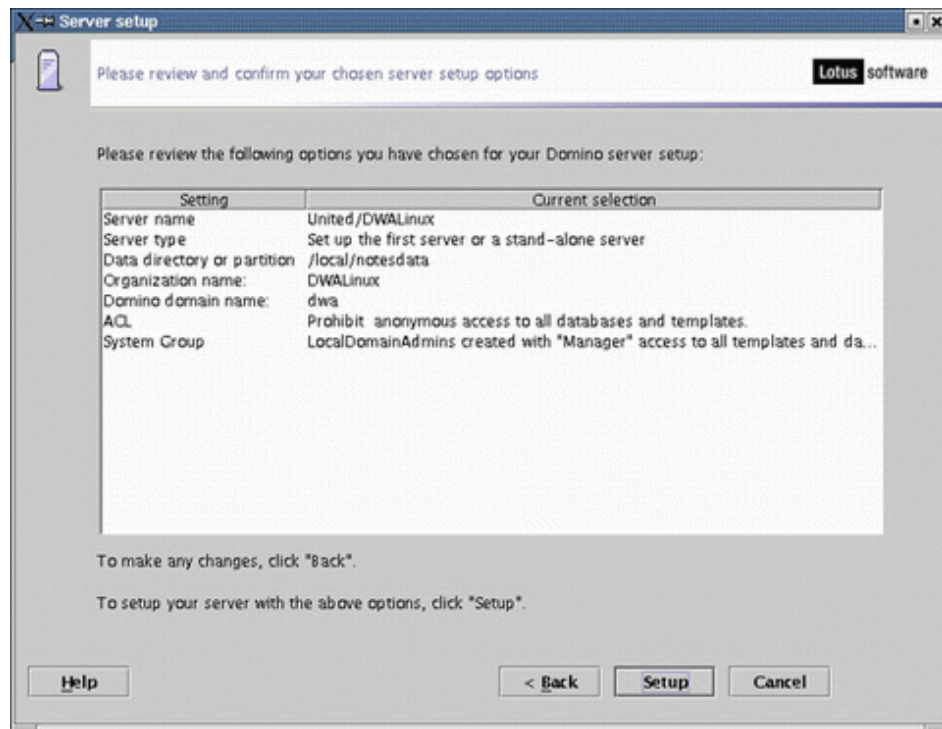 Server setup
Please review and confirm your chosen server setup options
Lotus software
Please review the following options you have chosen for your Domino server setup:
Setting Current selection
Server name United/DWALinux
Server type Set up the first server or a stand-alone server
Data directory or partition /local/notesdata
Organization name: DWALinux
Domino domain name: dwa
ACL Prohibit anonymous access to all databases and templates.
System Group LocalDomainAdmins created with "Manager" access to all templates and da...
To make any changes, click "Back".
To setup your server with the above options, click "Setup".
Help < Back Setup Cancel